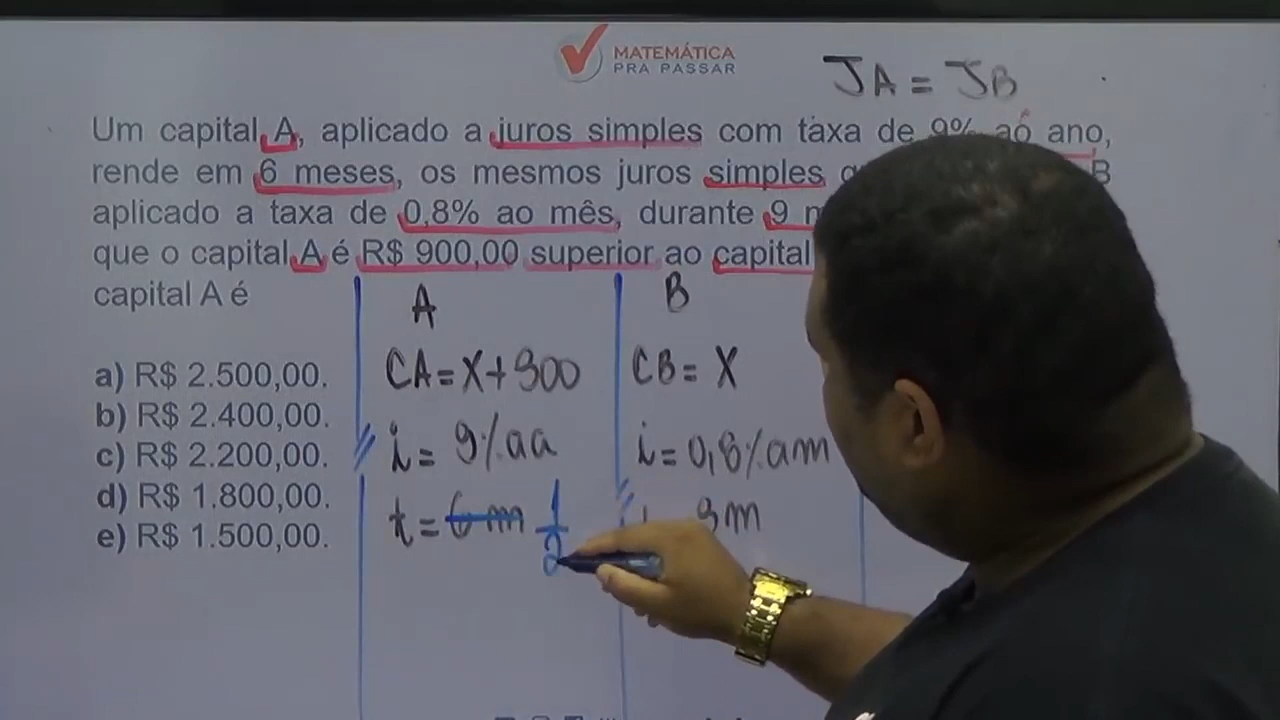 MATEMÁTICA
PRA PASSAR
JA = JB
Um capital A, aplicado a juros simples com taxa de 9% ao ano,
rende em 6 meses, os mesmos juros simples B
aplicado a taxa de 0,8% ao mês, durante 9
que o capital A é R$ 900,00 superior ao capital
capital A é
a) R$ 2.500,00.
b) R$ 2.400,00.
c) R$ 2.200,00.
d) R$ 1.800,00.
e) R$ 1.500,00.
A
CA = X + 900
i = 9% aa
t = 6 m 1/2
B
CB = X
i = 0,8% am
9m